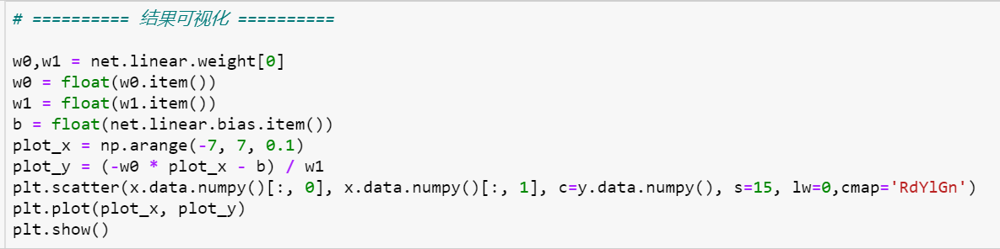 # ========== 结果可视化 ==========
w0,w1 = net.linear.weight[0]
w0 = float(w0.item())
w1 = float(w1.item())
b = float(net.linear.bias.item())
plot_x = np.arange(-7, 7, 0.1)
plot_y = (-w0 * plot_x - b) / w1
plt.scatter(x.data.numpy()[:, 0], x.data.numpy()[:, 1], c=y.data.numpy(), s=15, lw=0,cmap='RdYlGn')
plt.plot(plot_x, plot_y)
plt.show()